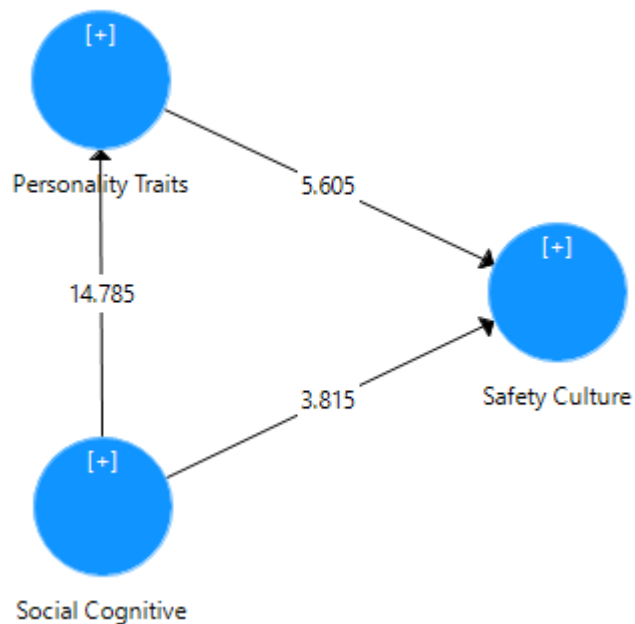 [+]
Personality Traits
5.605
[+]
14.785
3.815
Safety Culture
[+]
Social Cognitive